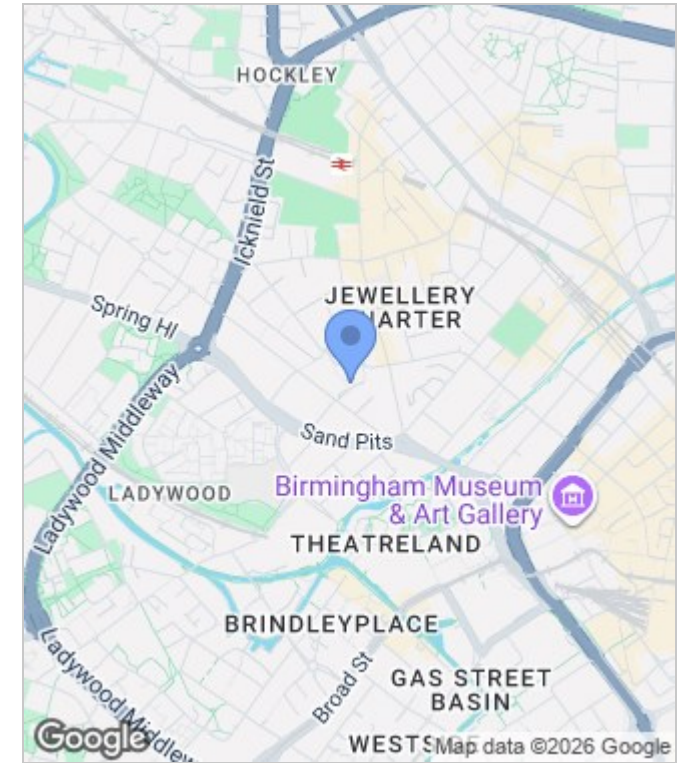 HOCKLEY
Icknield St
JEWELLERY
Spring Hl
Sand Pits
Ladywood Middleway
LADYWOOD
Birmingham Museum
& Art Gallery
THEATRELAND
BRINDLEYPLACE
Broad St
GAS STREET
BASIN
Google
Map data ©2026 Google